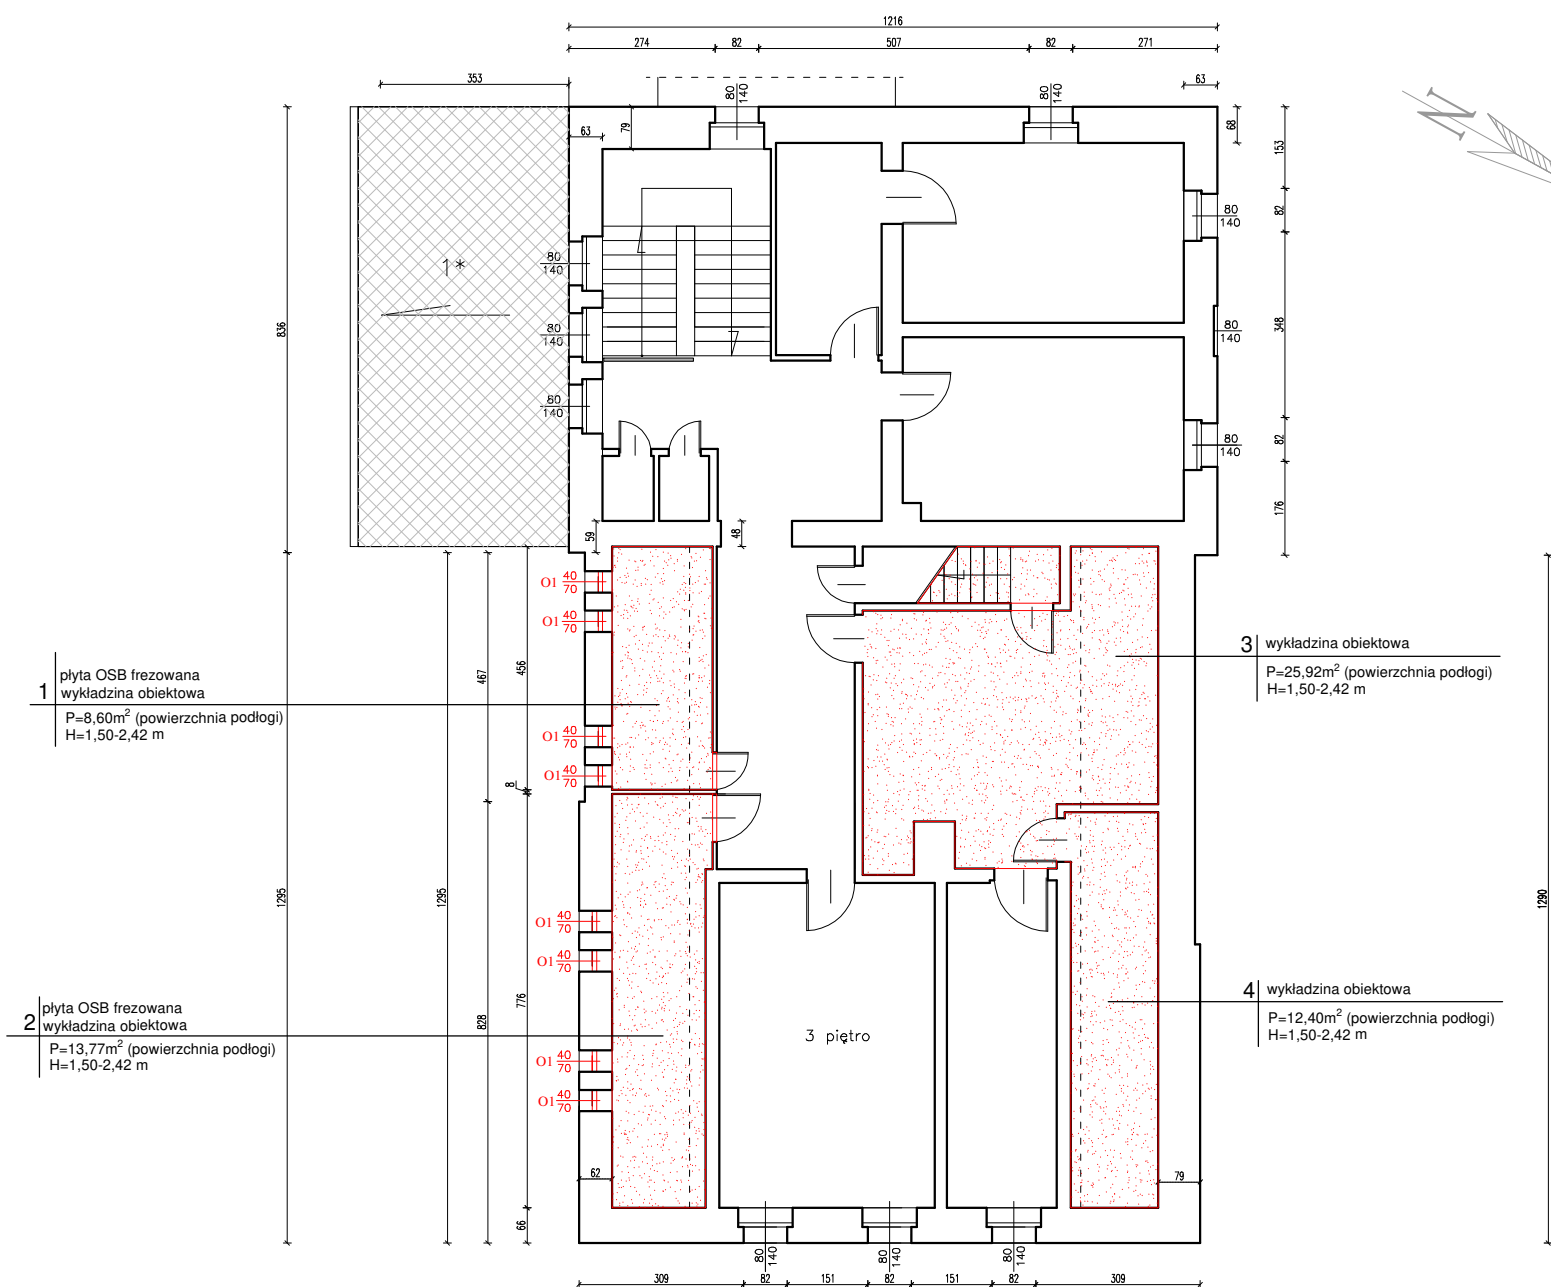 1216
274 82 507 82 271
353
63
80
140
80
140
N
63
79
68
153
82
348
82
176
80
140
80
140
80
140
80
140
80
140
80
140
1*
836
59
48
O1 40
70
O1 40
70
O1 40
70
O1 40
70
467
456
8
1 płyta OSB frezowana
wykładzina obiektowa
P=8,60m² (powierzchnia podłogi)
H=1,50-2,42 m
3 wykładzina obiektowa
P=25,92m² (powierzchnia podłogi)
H=1,50-2,42 m
1295
1295
1290
O1 40
70
O1 40
70
O1 40
70
O1 40
70
776
828
2 płyta OSB frezowana
wykładzina obiektowa
P=13,77m² (powierzchnia podłogi)
H=1,50-2,42 m
4 wykładzina obiektowa
P=12,40m² (powierzchnia podłogi)
H=1,50-2,42 m
3 piętro
62
79
66
80
140
80
140
80
140
309 82 151 82 151 82 309